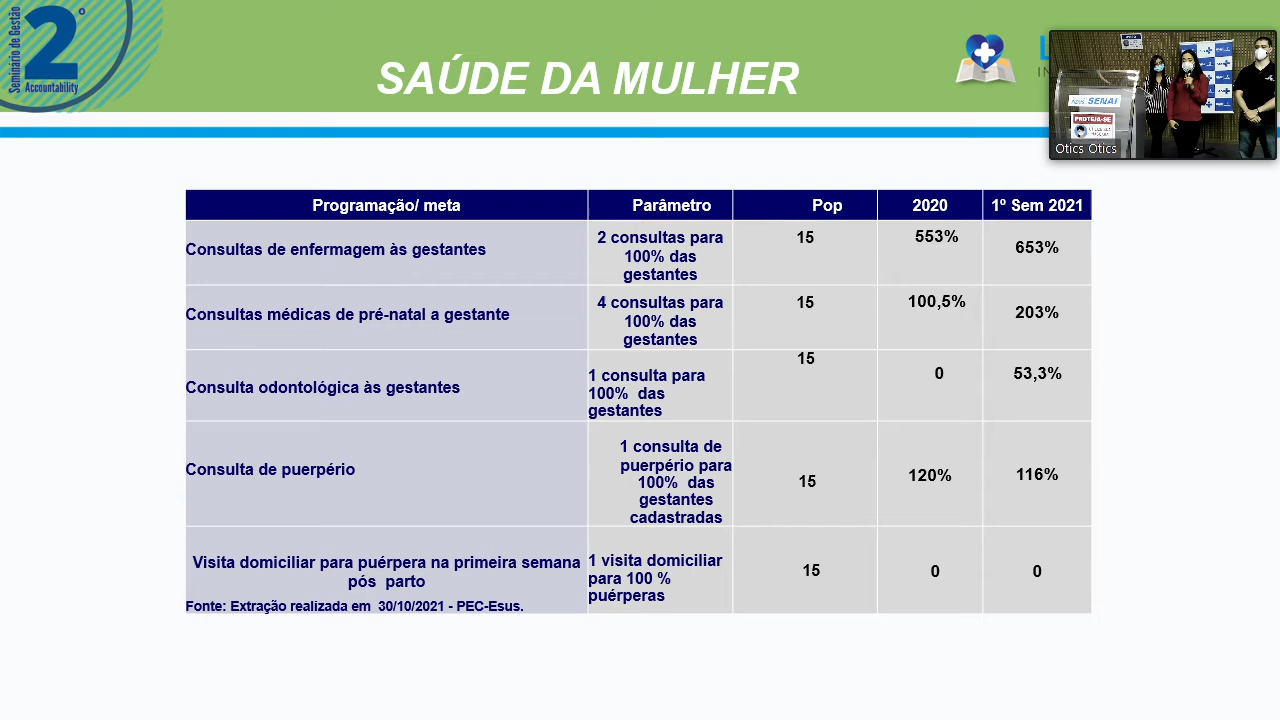 Seminário de Gestão
2º
Accountability
SAÚDE DA MULHER
SENAI
PROTEJA-SE
Otics Otics
Programação/ meta
Parâmetro
Pop
2020
1º Sem 2021
Consultas de enfermagem às gestantes
2 consultas para
100% das
gestantes
15
553%
653%
Consultas médicas de pré-natal a gestante
4 consultas para
100% das
gestantes
15
100,5%
203%
Consulta odontológica às gestantes
1 consulta para
100% das
gestantes
15
0
53,3%
Consulta de puerpério
1 consulta de
puerpério para
100% das
gestantes
cadastradas
15
120%
116%
Visita domiciliar para puérpera na primeira semana
pós parto
1 visita domiciliar
para 100 %
puérperas
15
0
0
Fonte: Extração realizada em 30/10/2021 - PEC-Esus.